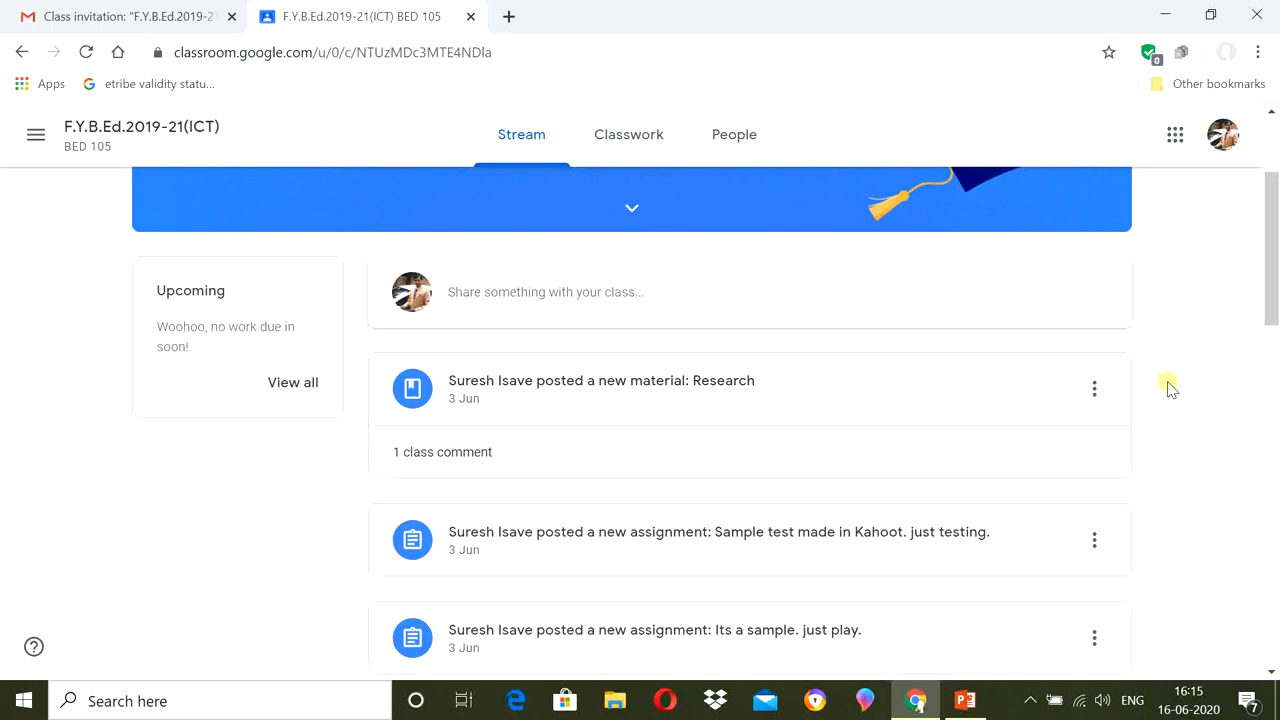 Class invitation: "F.Y.B.Ed.2019-21
F.Y.B.Ed.2019-21(ICT) BED 105
classroom.google.com/u/0/c/NTUzMDc3MTE4NDla
0
Apps
etribe validity statu...
Other bookmarks
F.Y.B.Ed.2019-21(ICT)
BED 105
Stream
Classwork
People
Upcoming
Woohoo, no work due in
soon!
View all
Share something with your class...
Suresh Isave posted a new material: Research
3 Jun
1 class comment
Suresh Isave posted a new assignment: Sample test made in Kahoot. just testing.
3 Jun
Suresh Isave posted a new assignment: Its a sample. just play.
3 Jun
Search here
ENG
16:15
16-06-2020
7